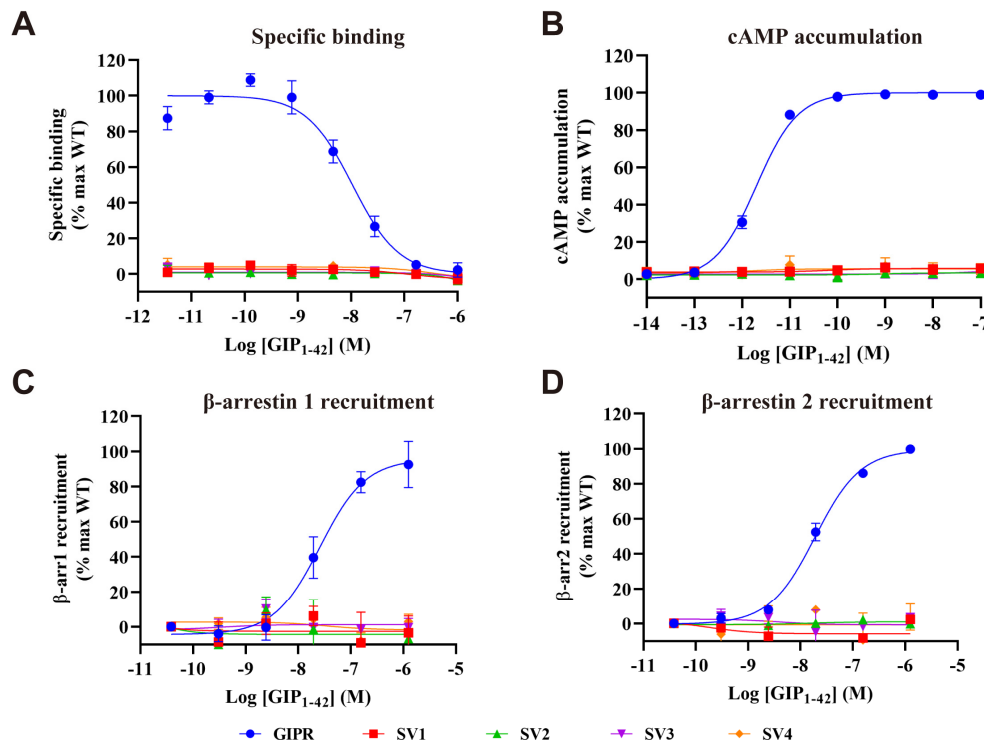 A
Specific binding
Specific binding
(% max WT)
120
100
80
60
40
20
0
-12 -11 -10 -9 -8 -7 -6
Log [GIP₁₋₄₂] (M)
B
cAMP accumulation
cAMP accumulation
(% max WT)
120
100
80
60
40
20
0
-14 -13 -12 -11 -10 -9 -8 -7
Log [GIP₁₋₄₂] (M)
C
β-arrestin 1 recruitment
β-arr1 recruitment
(% max WT)
120
100
80
60
40
20
0
-11 -10 -9 -8 -7 -6 -5
Log [GIP₁₋₄₂] (M)
D
β-arrestin 2 recruitment
β-arr2 recruitment
(% max WT)
120
100
80
60
40
20
0
-11 -10 -9 -8 -7 -6 -5
Log [GIP₁₋₄₂] (M)
GIPR SV1 SV2 SV3 SV4